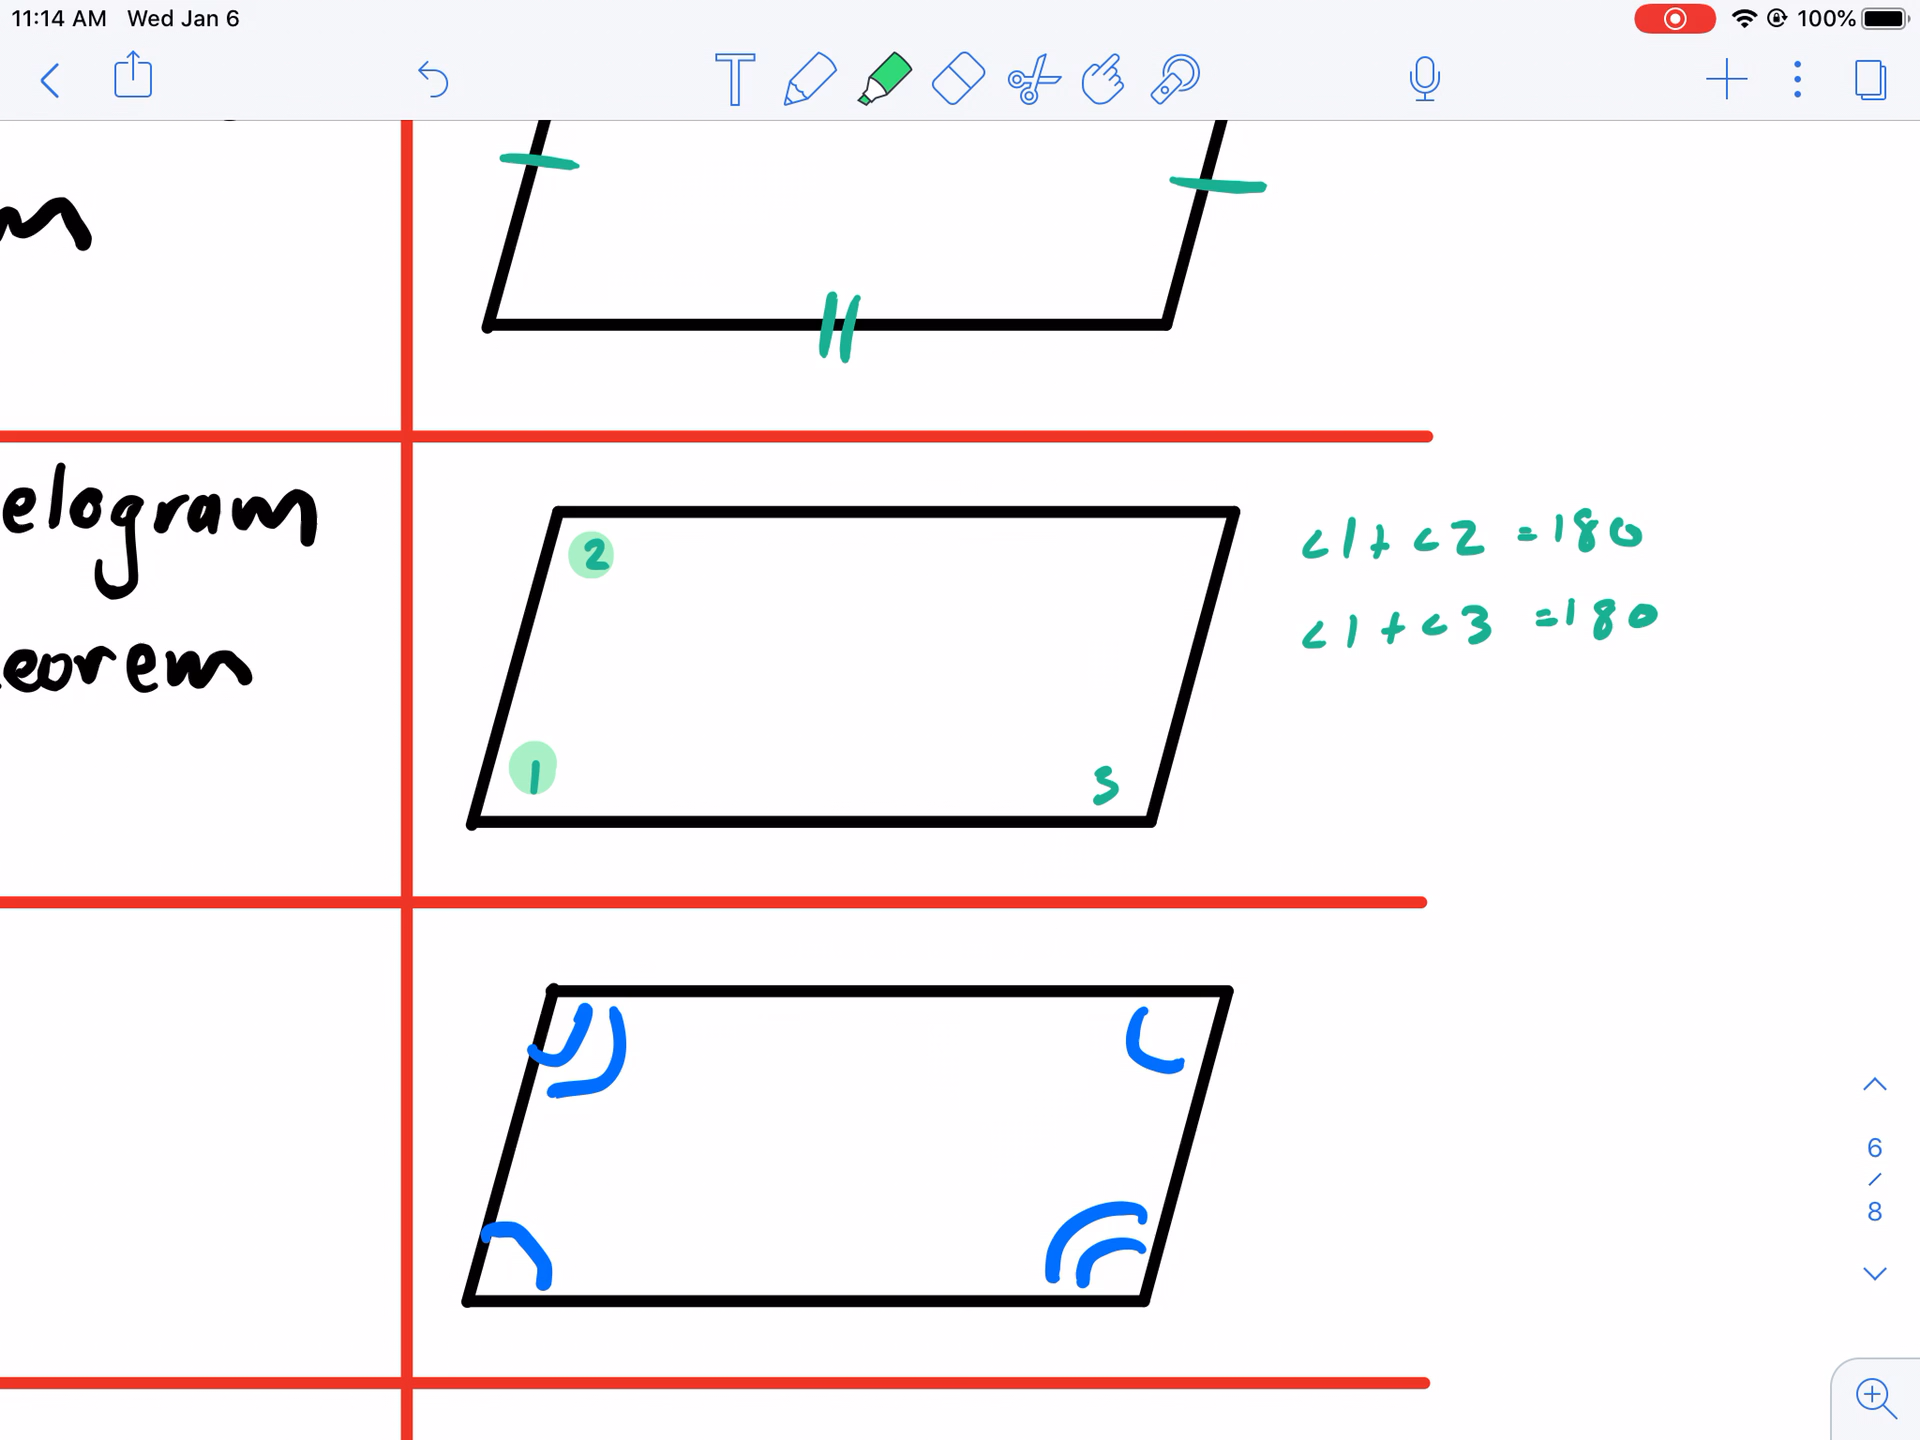 11:14 AM Wed Jan 6
100%
T
m
elogram
eorem
2
1
3
<1 + <2 = 180
<1 + <3 = 180
6
/
8